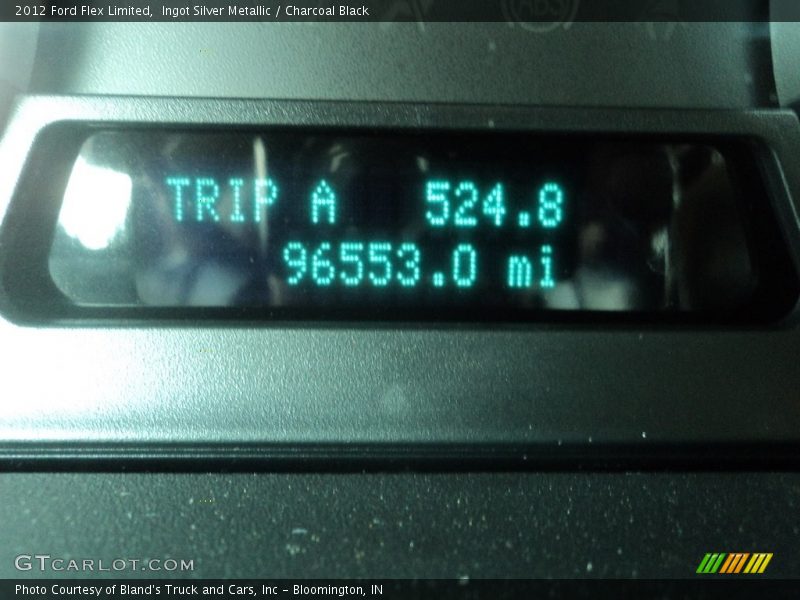 2012 Ford Flex Limited, Ingot Silver Metallic / Charcoal Black
TRIP A 524.8
96553.0 mi
GTCARLOT.COM
Photo Courtesy of Bland's Truck and Cars, Inc - Bloomington, IN